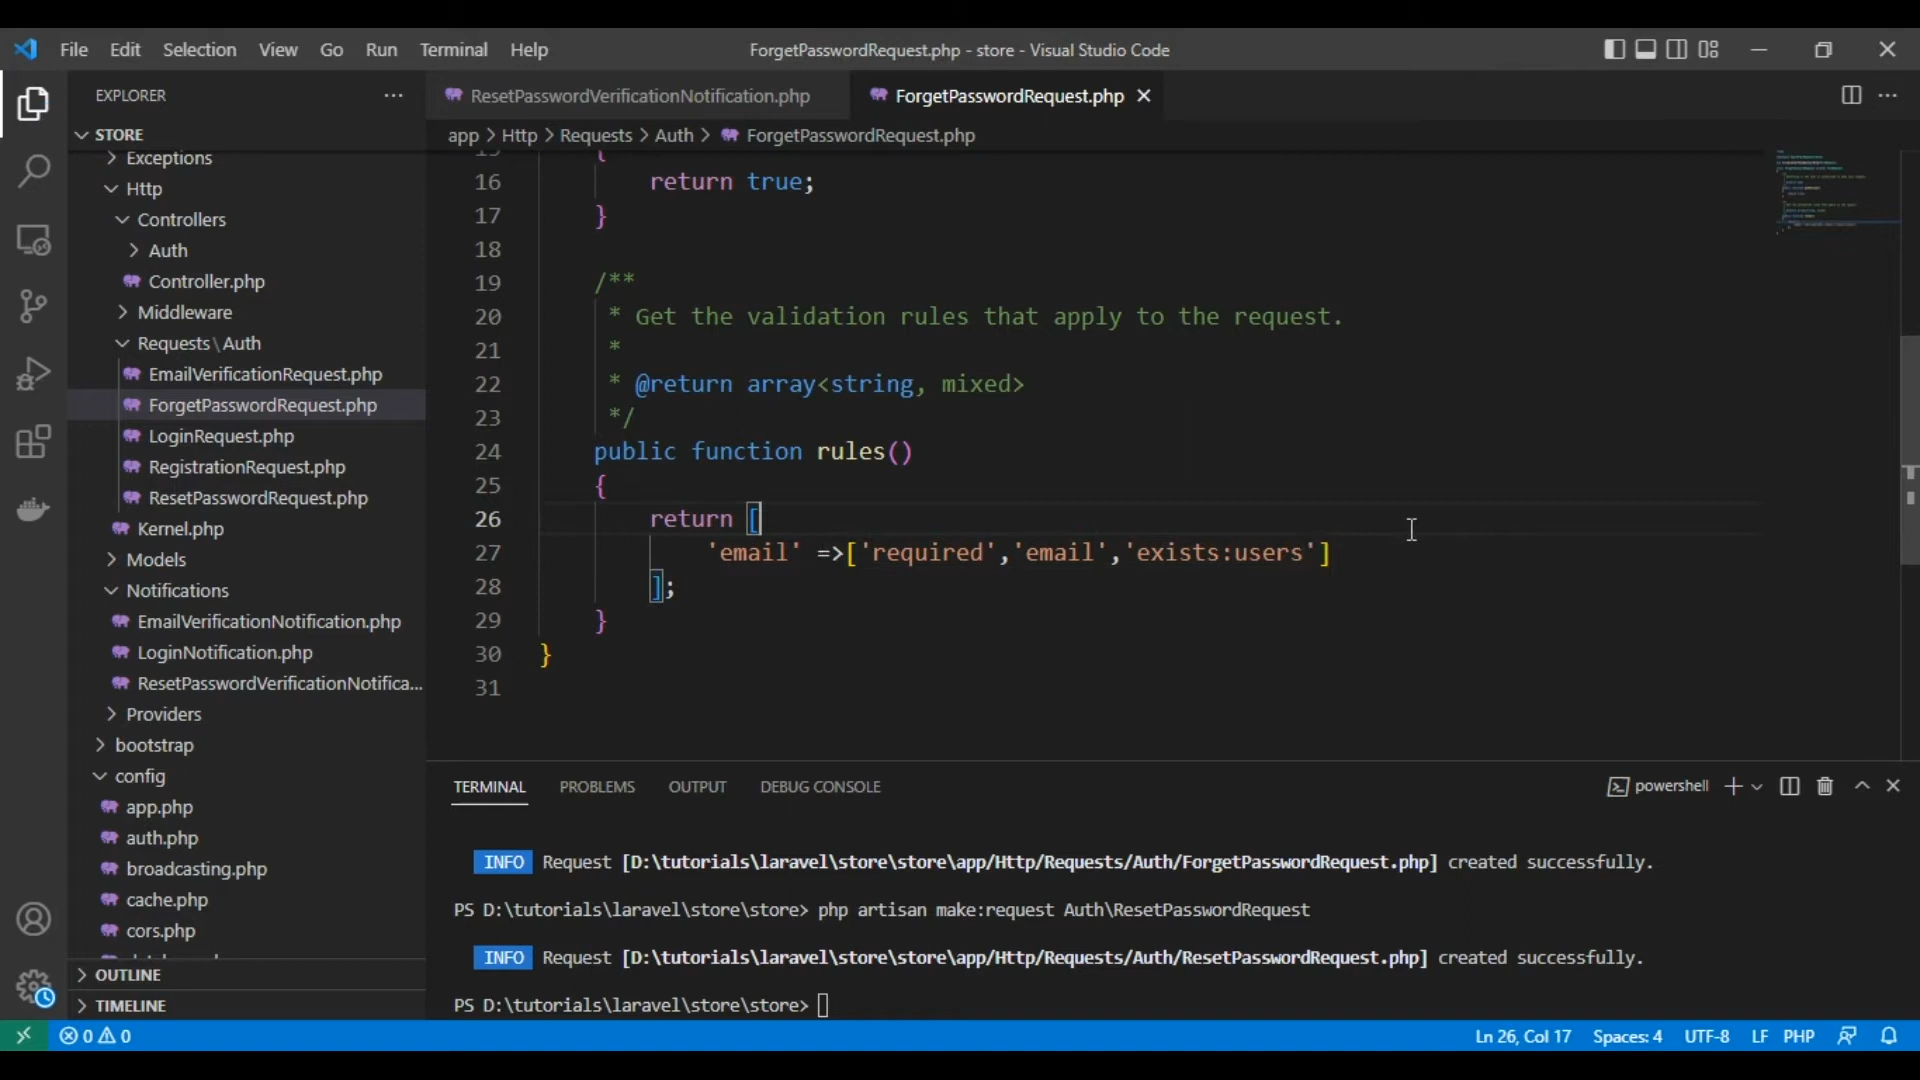 File Edit Selection View Go Run Terminal Help
ForgetPasswordRequest.php - store - Visual Studio Code
EXPLORER
STORE
Exceptions
Http
Controllers
Auth
Controller.php
Middleware
Requests\Auth
EmailVerificationRequest.php
ForgetPasswordRequest.php
LoginRequest.php
RegistrationRequest.php
ResetPasswordRequest.php
Kernel.php
Models
Notifications
EmailVerificationNotification.php
LoginNotification.php
ResetPasswordVerificationNotifica...
Providers
bootstrap
config
app.php
auth.php
broadcasting.php
cache.php
cors.php
OUTLINE
TIMELINE
ResetPasswordVerificationNotification.php
ForgetPasswordRequest.php
app > Http > Requests > Auth > ForgetPasswordRequest.php
15 {
16 return true;
17 }
18
19 /**
20 * Get the validation rules that apply to the request.
21 *
22 * @return array<string, mixed>
23 */
24 public function rules()
25 {
26 return [
27 'email' =>['required','email','exists:users']
28 ];
29 }
30 }
31
TERMINAL PROBLEMS OUTPUT DEBUG CONSOLE
powershell
INFO Request [D:\tutorials\laravel\store\store\app/Http/Requests/Auth/ForgetPasswordRequest.php] created successfully.
PS D:\tutorials\laravel\store\store> php artisan make:request Auth\ResetPasswordRequest
INFO Request [D:\tutorials\laravel\store\store\app/Http/Requests/Auth/ResetPasswordRequest.php] created successfully.
PS D:\tutorials\laravel\store\store>
0 0
Ln 26, Col 17 Spaces: 4 UTF-8 LF PHP